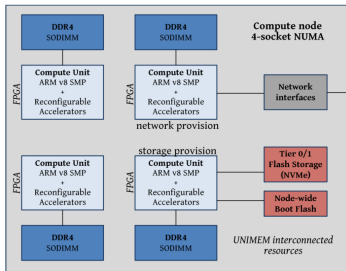 DDR4
SODIMM
DDR4
SODIMM
Compute node
4-socket NUMA
FPGA
Compute Unit
ARM v8 SMP
+
Reconfigurable
Accelerators
FPGA
Compute Unit
ARM v8 SMP
+
Reconfigurable
Accelerators
Network
interfaces
network provision
storage provision
FPGA
Compute Unit
ARM v8 SMP
+
Reconfigurable
Accelerators
FPGA
Compute Unit
ARM v8 SMP
+
Reconfigurable
Accelerators
Tier 0/1
Flash Storage
(NVMe)
Node-wide
Boot Flash
DDR4
SODIMM
DDR4
SODIMM
UNIMEM interconnected
resources